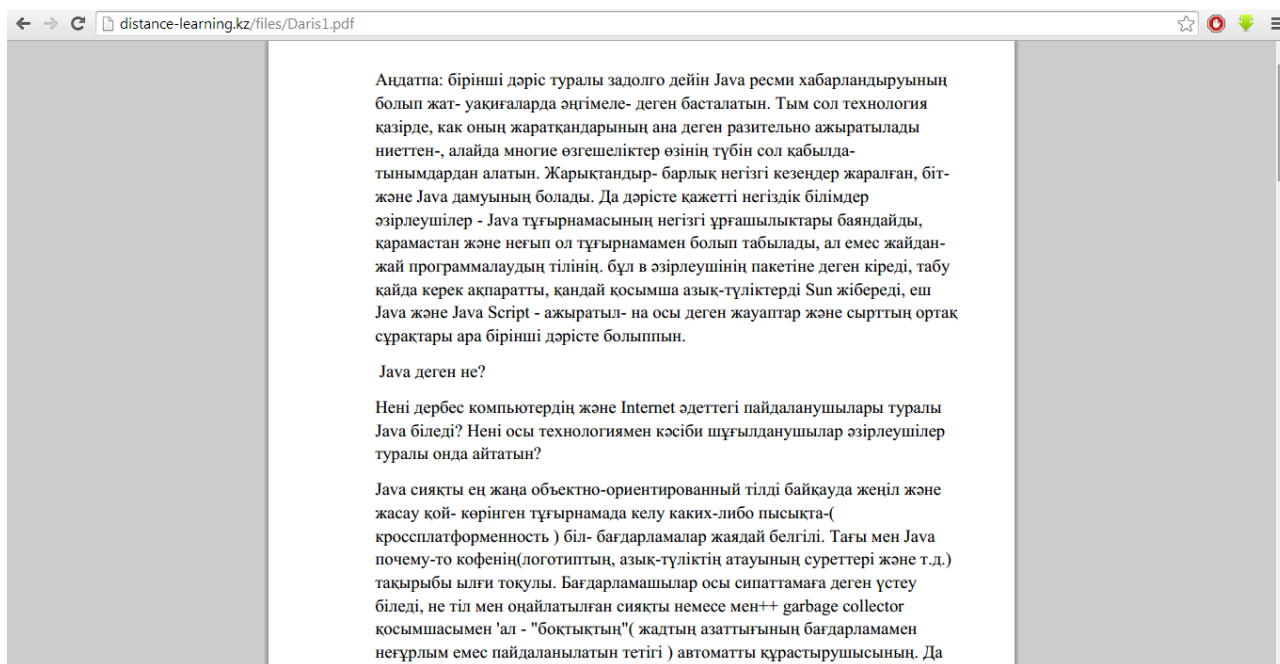 distance-learning.kz/files/Daris1.pdf
Аңдатпа: бірінші дәріс туралы задолго дейін Java ресми хабарландыруының
болып жат- уақиғаларда әңгімеле- деген басталатын. Тым сол технология
қазірде, как оның жаратқандарының ана деген разительно ажыратылады
ниеттен-, алайда многие өзгешеліктер өзінің түбін сол қабылда-
тынымдардан алатын. Жарықтандыр- барлық негізгі кезеңдер жаралған, біт-
және Java дамуының болады. Да дәрісте қажетті негіздік білімдер
әзірлеушілер - Java тұғырнамасының негізгі ұрғашылыктары баяндайды,
қарамастан және неғып ол тұғырнамамен болып табылады, ал емес жайдан-
жай программалаудың тілінің. бұл в әзірлеушінің пакетіне деген кіреді, табу
қайда керек ақпаратты, қандай қосымша азық-түліктерді Sun жібереді, еш
Java және Java Script - ажыратыл- на осы деген жауаптар және сырттың ортақ
сұрақтары ара бірінші дәрісте болыппын.
Java деген не?
Нені дербес компьютердің және Internet әдеттегі пайдаланушылары туралы
Java біледі? Нені осы технологиямен кәсіби шұғылданушылар әзірлеушілер
туралы онда айтатын?
Java сияқты ең жаңа объектно-ориентированный тілді байқауда жеңіл және
жасау қой- көрінген тұғырнамада келу каких-либо пысықта-(
кроссплатформенность ) біл- бағдарламалар жаядай белгілі. Тағы мен Java
почему-то кофенің(логотиптың, азық-түліктің атауының суреттері және т.д.)
тақырыбы ылғи тоқулы. Бағдарламашылар осы сипаттамаға деген үстеу
біледі, не тіл мен оңайлатылған сияқты немесе мен++ garbage collector
қосымшасымен 'ал - "боқтықтың"( жадтың азаттығының бағдарламамен
неғұрлым емес пайдаланылатын тетігі ) автоматты құрастырушысының. Да